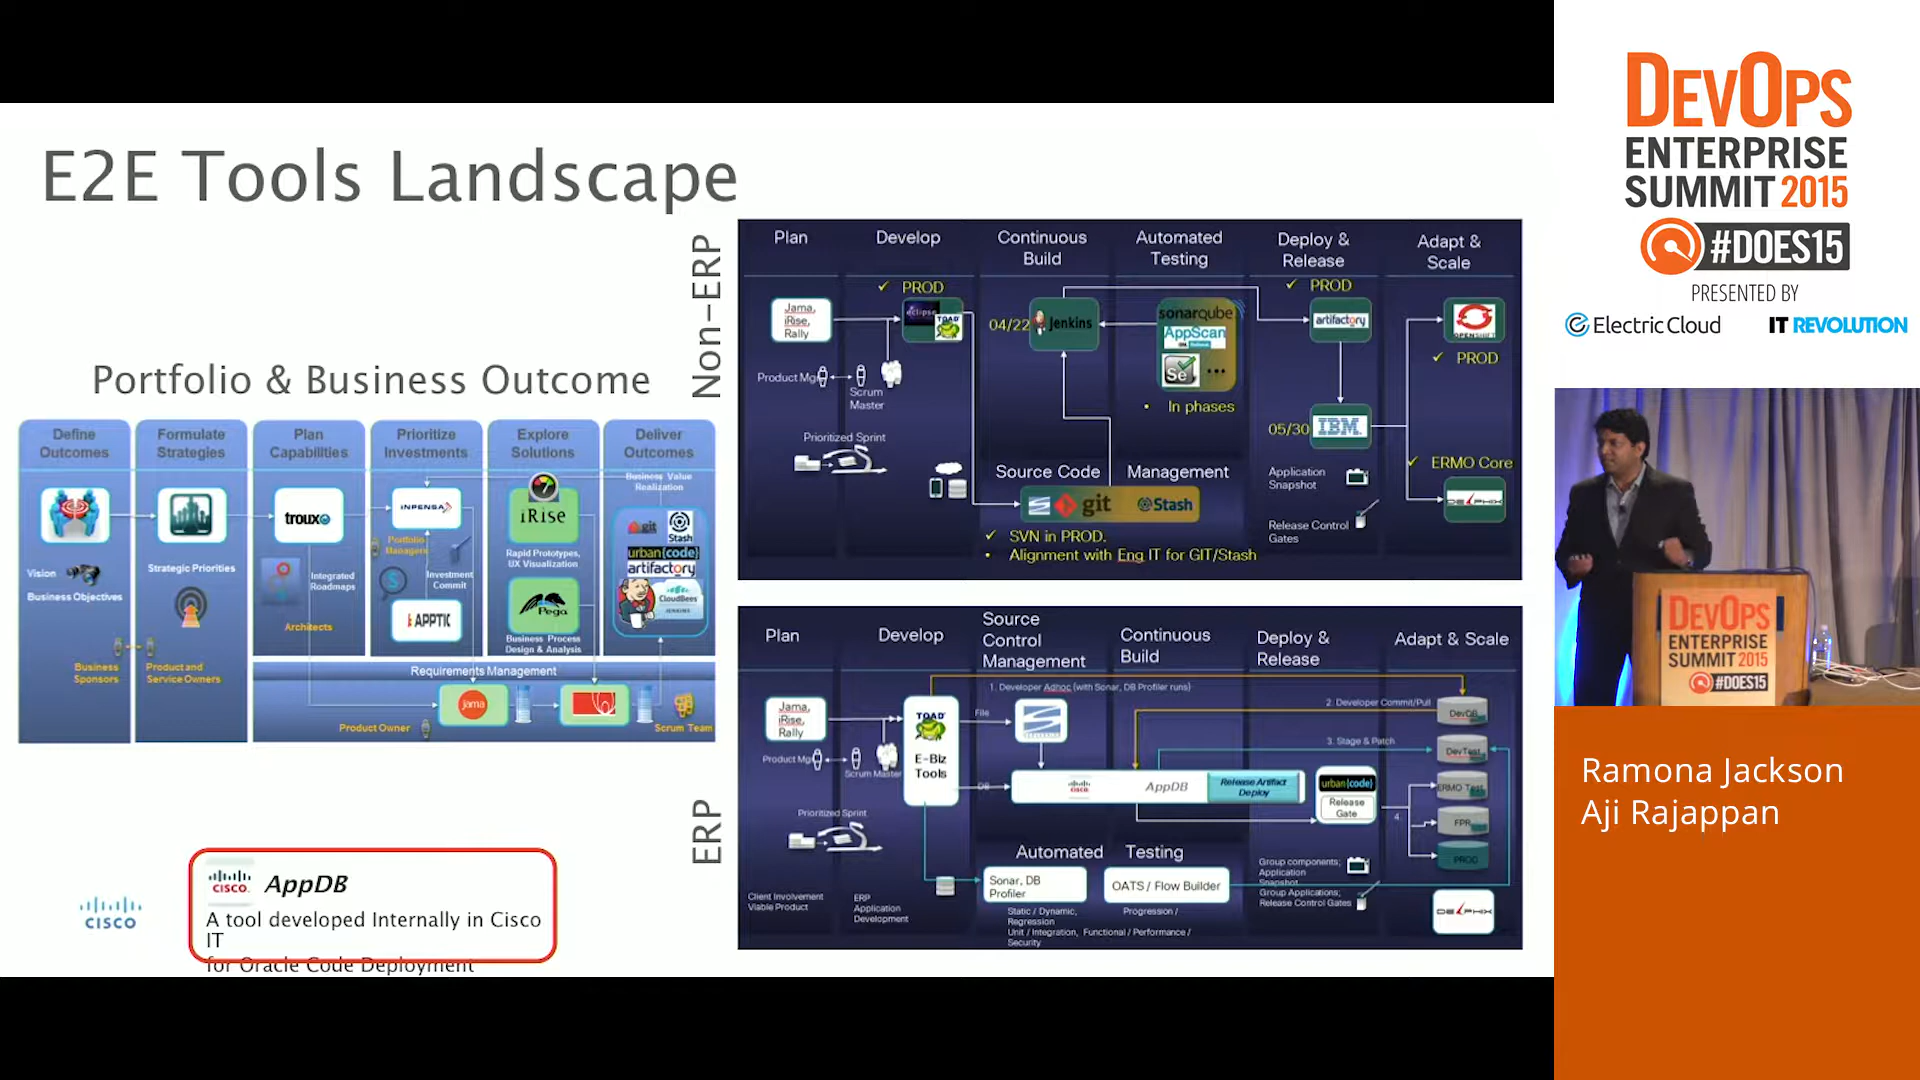 E2E Tools Landscape
Portfolio & Business Outcome
Define
Outcomes
Formulate
Strategies
Plan
Capabilities
Prioritize
Investments
Explore
Solutions
Deliver
Outcomes
Business Value
Realization
troux
INPENSA
iRise
git
Stash
urban{code}
artifactory
CloudBees
JENKINS
Portfolio
Managers
Rapid Prototypes,
UX Visualization
Vision
Business Objectives
Strategic Priorities
Integrated
Roadmaps
Investment
Commit
APPTIO
Pega
Architects
Business Process
Design & Analysis
Business
Sponsors
Product and
Service Owners
Requirements Management
jama
Product Owner
Scrum Team
CISCO
CISCO.
AppDB
A tool developed Internally in Cisco
IT
for Oracle Code Deployment
Non-ERP
Plan
Develop
Continuous
Build
Automated
Testing
Deploy &
Release
Adapt &
Scale
✓ PROD
✓ PROD
Jama,
iRise,
Rally
eclipse
TOAD
04/22
Jenkins
sonarqube
AppScan
Se
...
artifactory
OPENSHIFT
✓ PROD
Product Mgr
Scrum
Master
• In phases
05/30
IBM.
Prioritized Sprint
Source Code
Management
Application
Snapshot
✓ ERMO Core
git
Stash
DELPHIX
Release Control
Gates
✓ SVN in PROD.
• Alignment with Eng IT for GIT/Stash
ERP
Plan
Develop
Source
Control
Management
Continuous
Build
Deploy &
Release
Adapt & Scale
1. Developer Adhoc (with Sonar, DB Profiler runs)
2. Developer Commit/Pull
Jama,
iRise,
Rally
TOAD
E-Biz
Tools
File
3. Stage & Patch
DevTest
Product Mgr
Scrum Master
DB
CISCO
AppDB
Release Artifact
Deploy
urban{code}
Release
Gate
ERMO Test
4.
FPR
PROD
Prioritized Sprint
Automated
Testing
Sonar, DB
Profiler
OATS / Flow Builder
Group components;
Application
Snapshot
Group Applications;
Release Control Gates
Client Involvement
Viable Product
ERP
Application
Development
Static / Dynamic,
Regression
Unit / Integration, Functional / Performance /
Security
Progression /
DELPHIX
DEVOPS
ENTERPRISE
SUMMIT 2015
#DOES15
PRESENTED BY
Electric Cloud
IT REVOLUTION
DEVOPS
ENTERPRISE
SUMMIT 2015
#DOES15
Ramona Jackson
Aji Rajappan